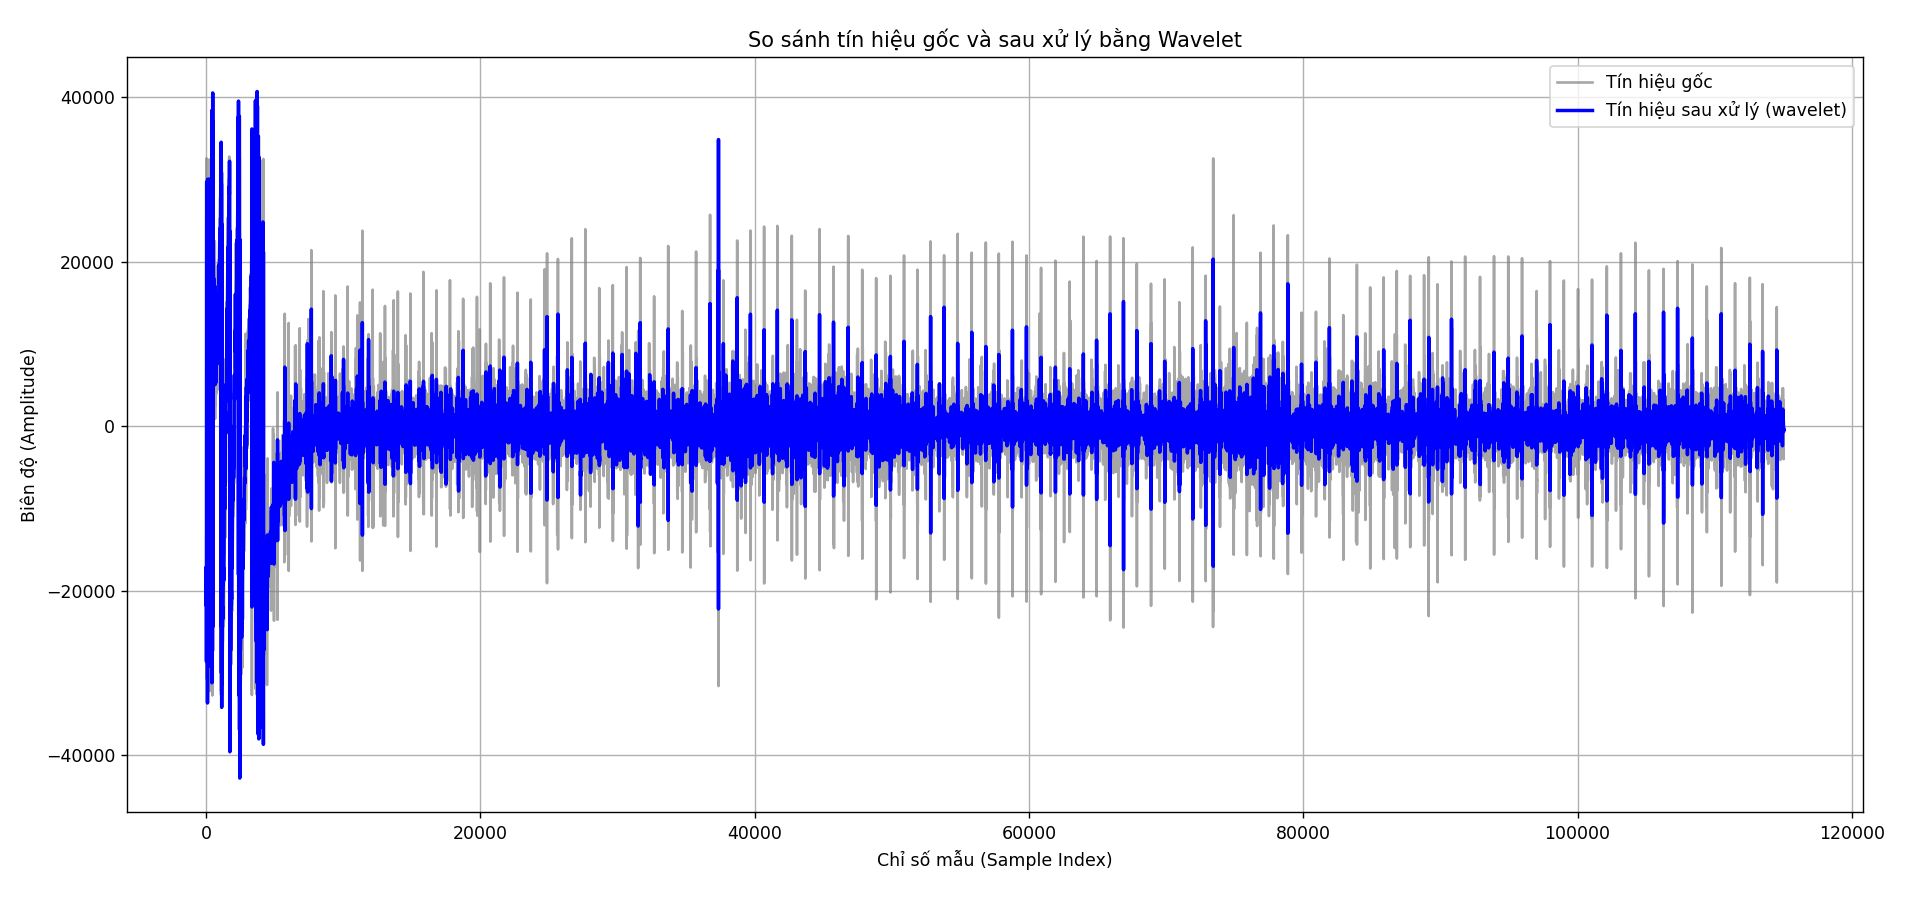 So sánh tín hiệu gốc và sau xử lý bằng Wavelet
Tín hiệu gốc
Tín hiệu sau xử lý (wavelet)
Biên độ (Amplitude)
40000
20000
0
−20000
−40000
0 20000 40000 60000 80000 100000 120000
Chỉ số mẫu (Sample Index)